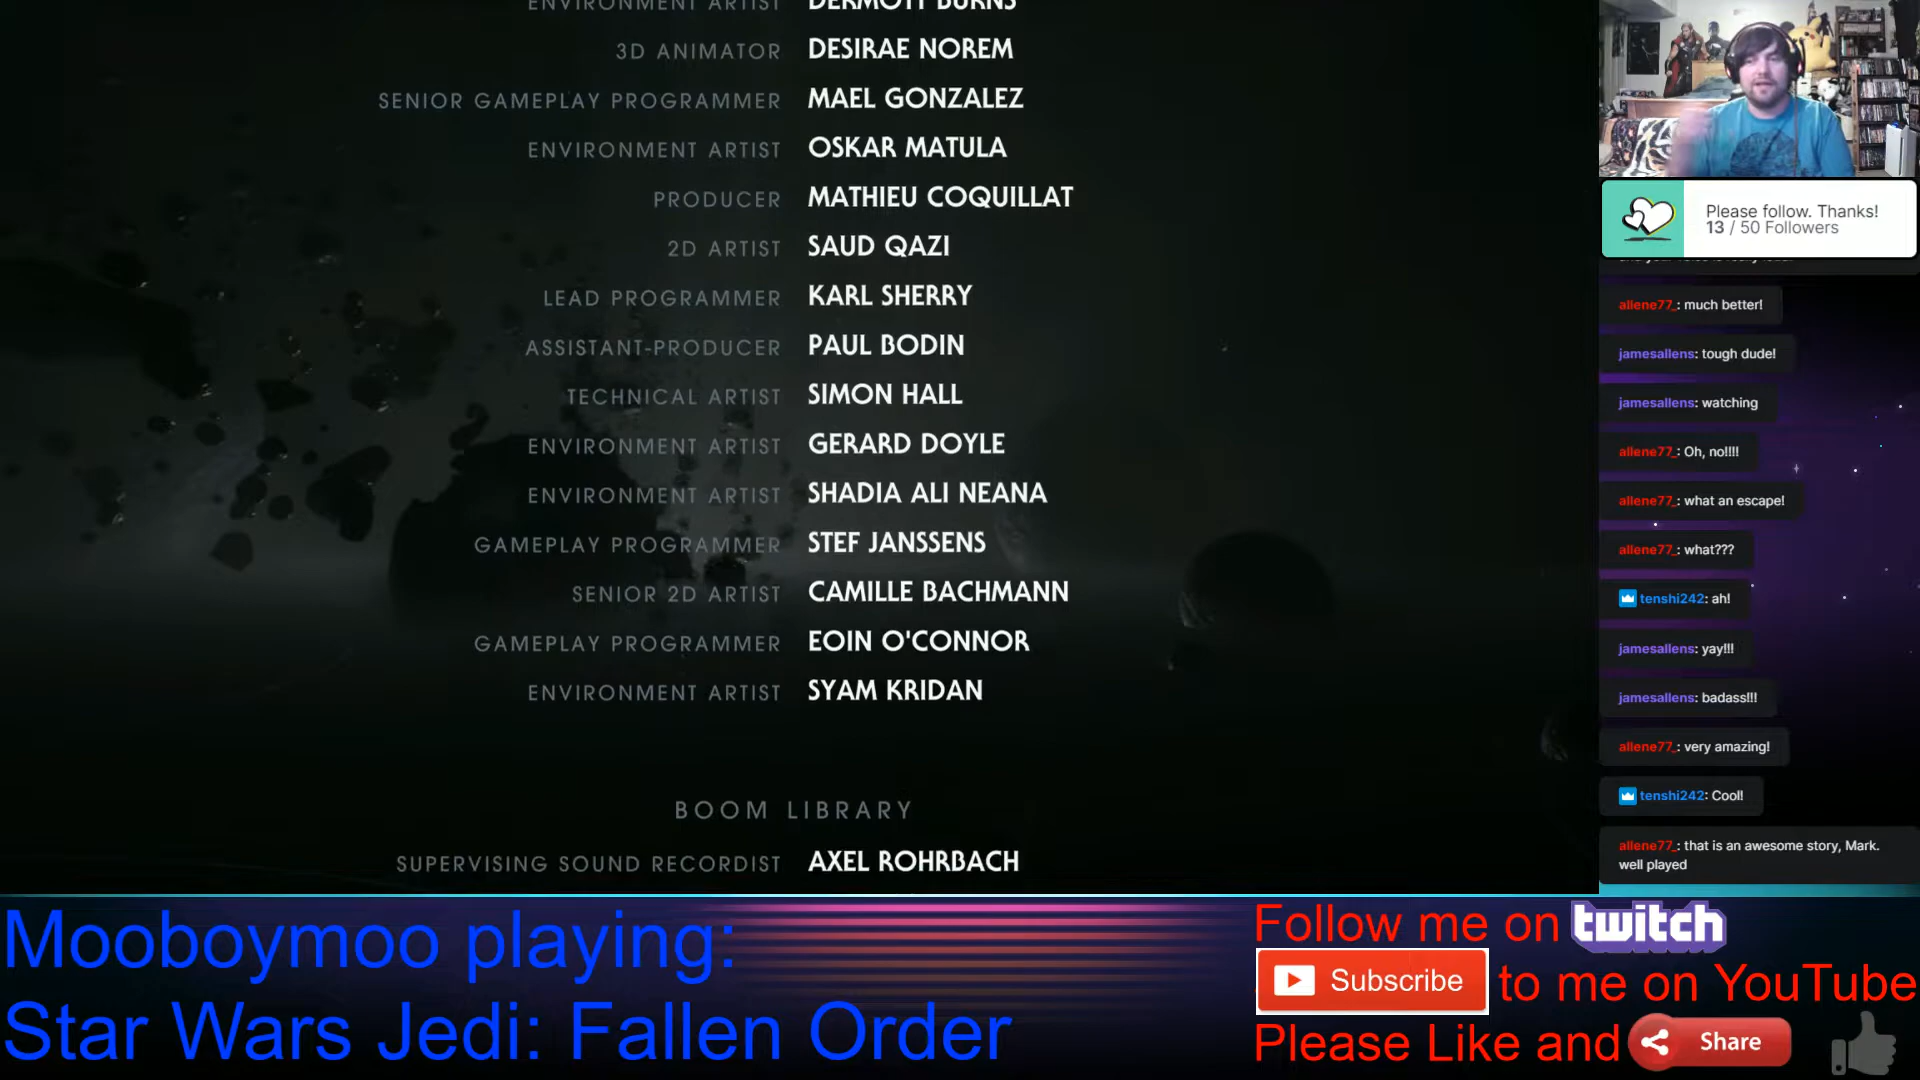 ENVIRONMENT ARTIST DERMOTT BURNS
3D ANIMATOR DESIRAE NOREM
SENIOR GAMEPLAY PROGRAMMER MAEL GONZALEZ
ENVIRONMENT ARTIST OSKAR MATULA
PRODUCER MATHIEU COQUILLAT
2D ARTIST SAUD QAZI
LEAD PROGRAMMER KARL SHERRY
ASSISTANT-PRODUCER PAUL BODIN
TECHNICAL ARTIST SIMON HALL
ENVIRONMENT ARTIST GERARD DOYLE
ENVIRONMENT ARTIST SHADIA ALI NEANA
GAMEPLAY PROGRAMMER STEF JANSSENS
SENIOR 2D ARTIST CAMILLE BACHMANN
GAMEPLAY PROGRAMMER EOIN O'CONNOR
ENVIRONMENT ARTIST SYAM KRIDAN
BOOM LIBRARY
SUPERVISING SOUND RECORDIST AXEL ROHRBACH
Please follow. Thanks!
13 / 50 Followers
allene77_: much better!
jamesallens: tough dude!
jamesallens: watching
allene77_: Oh, no!!!!
allene77_: what an escape!
allene77_: what???
tenshi242: ah!
jamesallens: yay!!!
jamesallens: badass!!!
allene77_: very amazing!
tenshi242: Cool!
allene77_: that is an awesome story, Mark.
well played
Mooboymoo playing:
Star Wars Jedi: Fallen Order
Follow me on twitch
Subscribe to me on YouTube
Please Like and Share